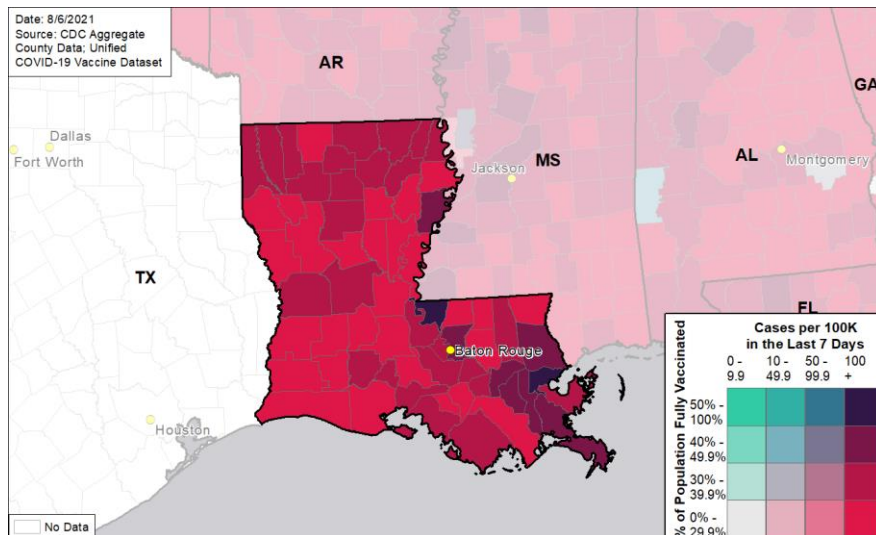 Date: 8/6/2021
Source: CDC Aggregate
County Data; Unified
COVID-19 Vaccine Dataset
AR
GA
Dallas
Fort Worth
Jackson
MS
AL
Montgomery
TX
FL
Baton Rouge
Houston
Cases per 100K
in the Last 7 Days
0 -
9.9
10 -
49.9
50 -
99.9
100
+
% of Population Fully Vaccinated
50% -
100%
40% -
49.9%
30% -
39.9%
0% -
29.9%
No Data